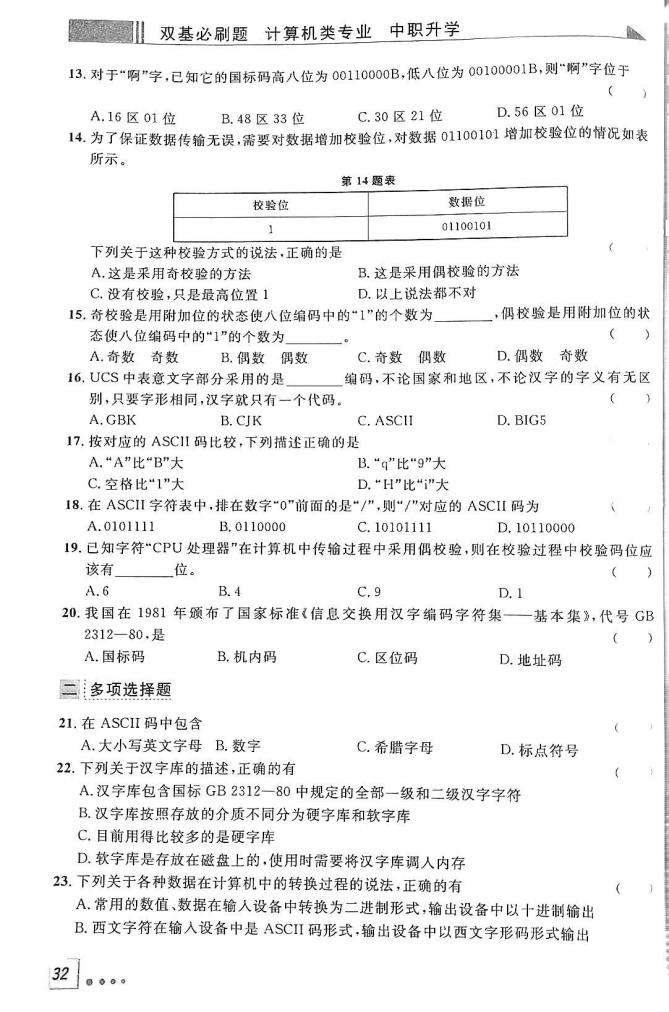 双基必刷题 计算机类专业 中职升学
13. 对于“啊”字,已知它的国标码高八位为 00110000B,低八位为 00100001B,则“啊”字位于
( )
A. 16 区 01 位 B. 48 区 33 位 C. 30 区 21 位 D. 56 区 01 位
14. 为了保证数据传输无误,需要对数据增加校验位,对数据 01100101 增加校验位的情况如表
所示。
第 14 题表
校验位 数据位
1 01100101
下列关于这种校验方式的说法,正确的是 ( )
A. 这是采用奇校验的方法 B. 这是采用偶校验的方法
C. 没有校验,只是最高位置 1 D. 以上说法都不对
15. 奇校验是用附加位的状态使八位编码中的“1”的个数为________,偶校验是用附加位的状
态使八位编码中的“1”的个数为________。 ( )
A. 奇数 奇数 B. 偶数 偶数 C. 奇数 偶数 D. 偶数 奇数
16. UCS 中表意文字部分采用的是________编码,不论国家和地区,不论汉字的字义有无区
别,只要字形相同,汉字就只有一个代码。 ( )
A. GBK B. CJK C. ASCII D. BIG5
17. 按对应的 ASCII 码比较,下列描述正确的是
A. “A”比“B”大 B. “q”比“9”大
C. 空格比“1”大 D. “H”比“i”大
18. 在 ASCII 字符表中,排在数字“0”前面的是“/”,则“/”对应的 ASCII 码为 ( )
A. 0101111 B. 0110000 C. 10101111 D. 10110000
19. 已知字符“CPU 处理器”在计算机中传输过程中采用偶校验,则在校验过程中校验码位应
该有________位。 ( )
A. 6 B. 4 C. 9 D. 1
20. 我国在 1981 年颁布了国家标准《信息交换用汉字编码字符集——基本集》,代号 GB
2312—80,是 ( )
A. 国标码 B. 机内码 C. 区位码 D. 地址码
二 多项选择题
21. 在 ASCII 码中包含 ( )
A. 大小写英文字母 B. 数字 C. 希腊字母 D. 标点符号
22. 下列关于汉字库的描述,正确的有 ( )
A. 汉字库包含国标 GB 2312—80 中规定的全部一级和二级汉字字符
B. 汉字库按照存放的介质不同分为硬字库和软字库
C. 目前用得比较多的是硬字库
D. 软字库是存放在磁盘上的,使用时需要将汉字库调入内存
23. 下列关于各种数据在计算机中的转换过程的说法,正确的有 ( )
A. 常用的数值、数据在输入设备中转换为二进制形式,输出设备中以十进制输出
B. 西文字符在输入设备中是 ASCII 码形式,输出设备中以西文字形码形式输出
32